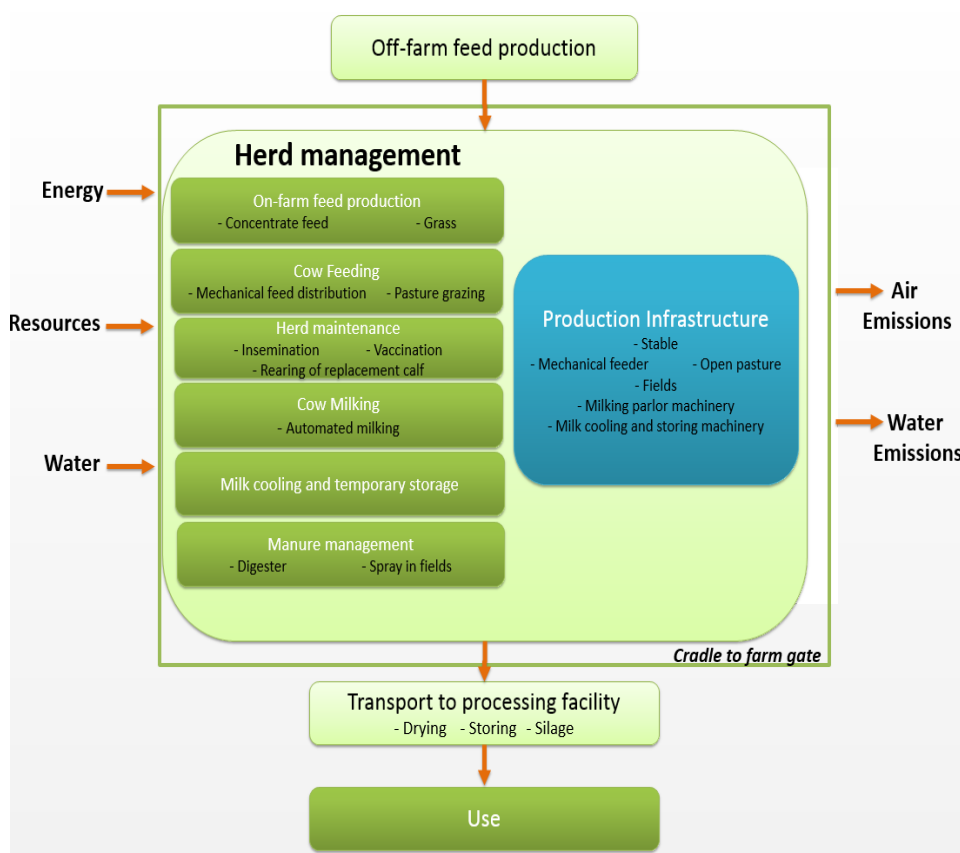 Off-farm feed production
Herd management
Energy
On-farm feed production
- Concentrate feed - Grass
Cow Feeding
- Mechanical feed distribution - Pasture grazing
Resources
Herd maintenance
- Insemination - Vaccination
- Rearing of replacement calf
Cow Milking
- Automated milking
Water
Milk cooling and temporary storage
Manure management
- Digester - Spray in fields
Production Infrastructure
- Stable
- Mechanical feeder - Open pasture
- Fields
- Milking parlor machinery
- Milk cooling and storing machinery
Air
Emissions
Water
Emissions
Cradle to farm gate
Transport to processing facility
- Drying - Storing - Silage
Use